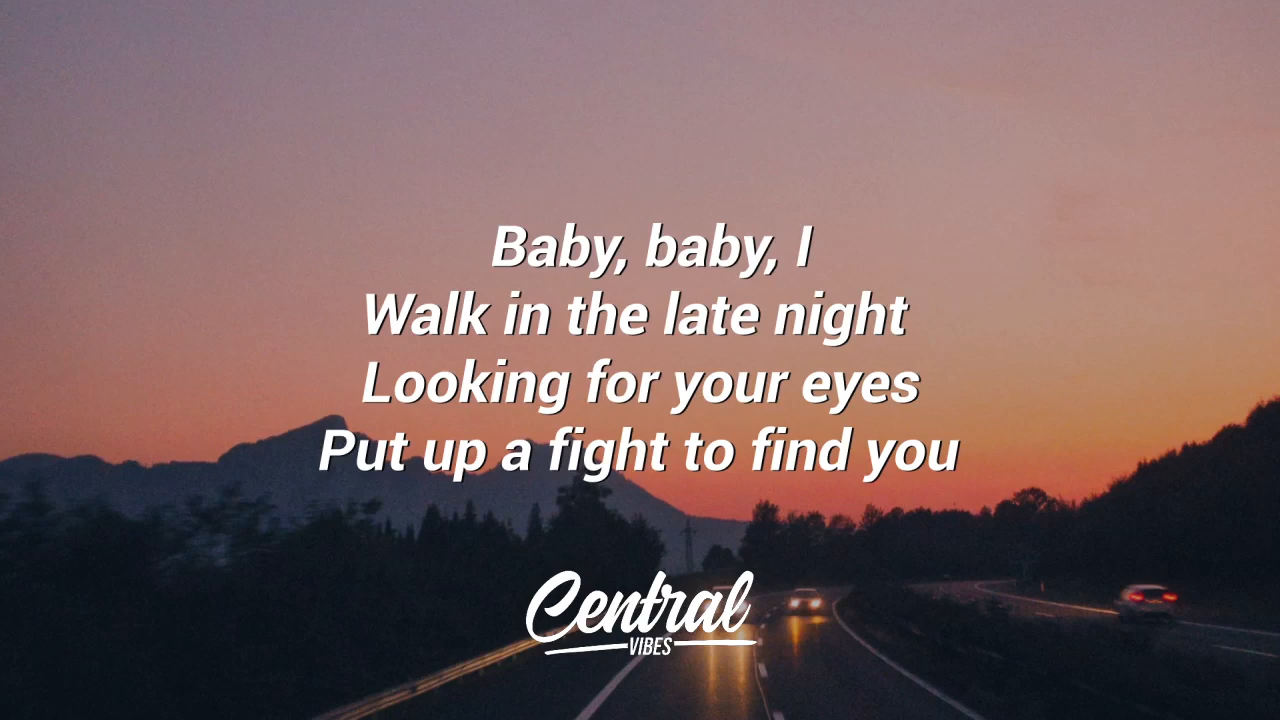 Baby, baby, I
Walk in the late night
Looking for your eyes
Put up a fight to find you
Central
VIBES